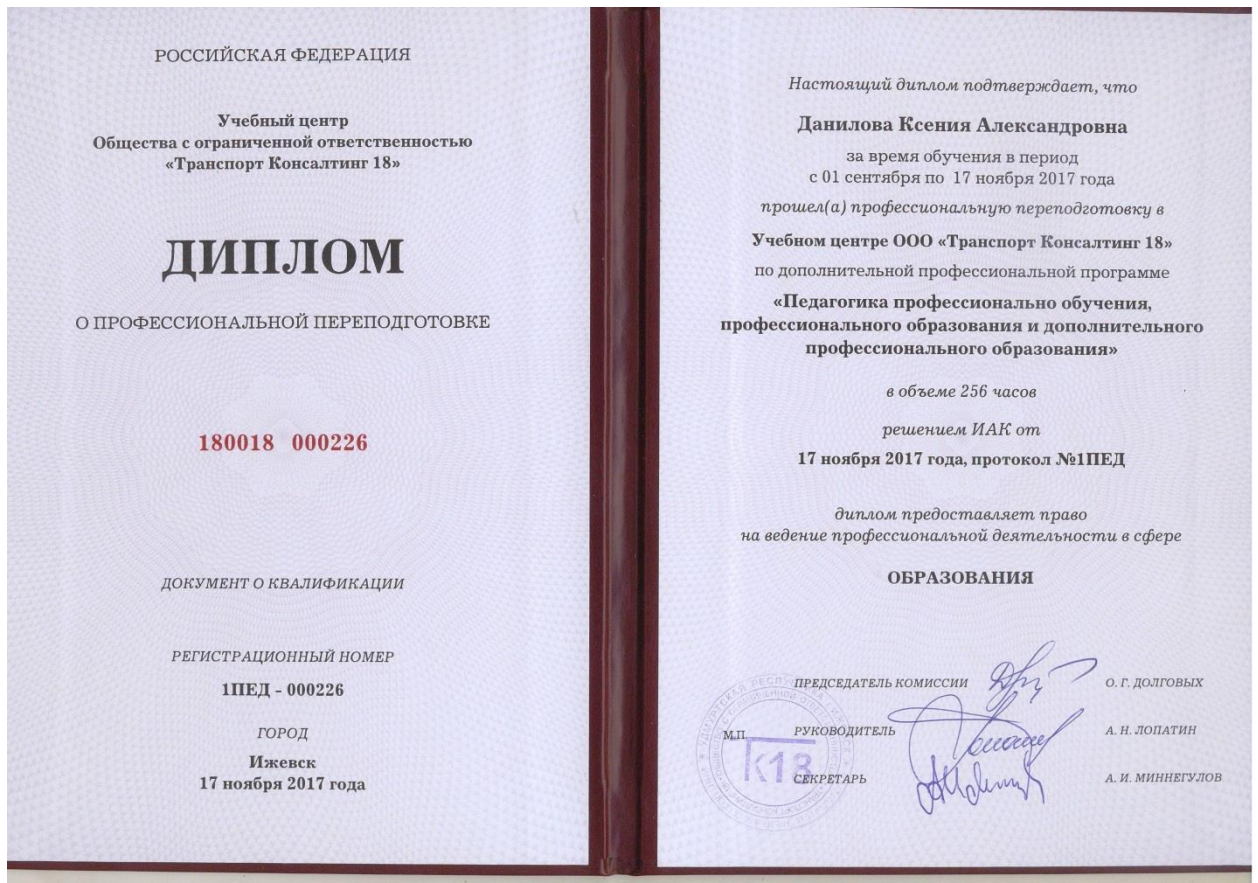 РОССИЙСКАЯ ФЕДЕРАЦИЯ
Учебный центр
Общества с ограниченной ответственностью
«Транспорт Консалтинг 18»
ДИПЛОМ
О ПРОФЕССИОНАЛЬНОЙ ПЕРЕПОДГОТОВКЕ
180018 000226
ДОКУМЕНТ О КВАЛИФИКАЦИИ
РЕГИСТРАЦИОННЫЙ НОМЕР
1ПЕД - 000226
ГОРОД
Ижевск
17 ноября 2017 года
Настоящий диплом подтверждает, что
Данилова Ксения Александровна
за время обучения в период
с 01 сентября по 17 ноября 2017 года
прошел(а) профессиональную переподготовку в
Учебном центре ООО «Транспорт Консалтинг 18»
по дополнительной профессиональной программе
«Педагогика профессионально обучения,
профессионального образования и дополнительного
профессионального образования»
в объеме 256 часов
решением ИАК от
17 ноября 2017 года, протокол №1ПЕД
диплом предоставляет право
на ведение профессиональной деятельности в сфере
ОБРАЗОВАНИЯ
ПРЕДСЕДАТЕЛЬ КОМИССИИ О. Г. ДОЛГОВЫХ
М.П. РУКОВОДИТЕЛЬ А. Н. ЛОПАТИН
К18
СЕКРЕТАРЬ А. И. МИННЕГУЛОВ